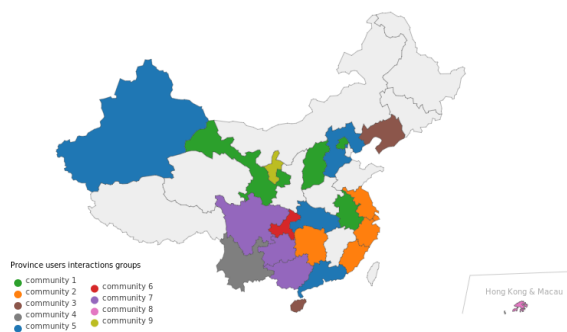 Province users interactions groups
community 1
community 2
community 3
community 4
community 5
community 6
community 7
community 8
community 9
Hong Kong & Macau